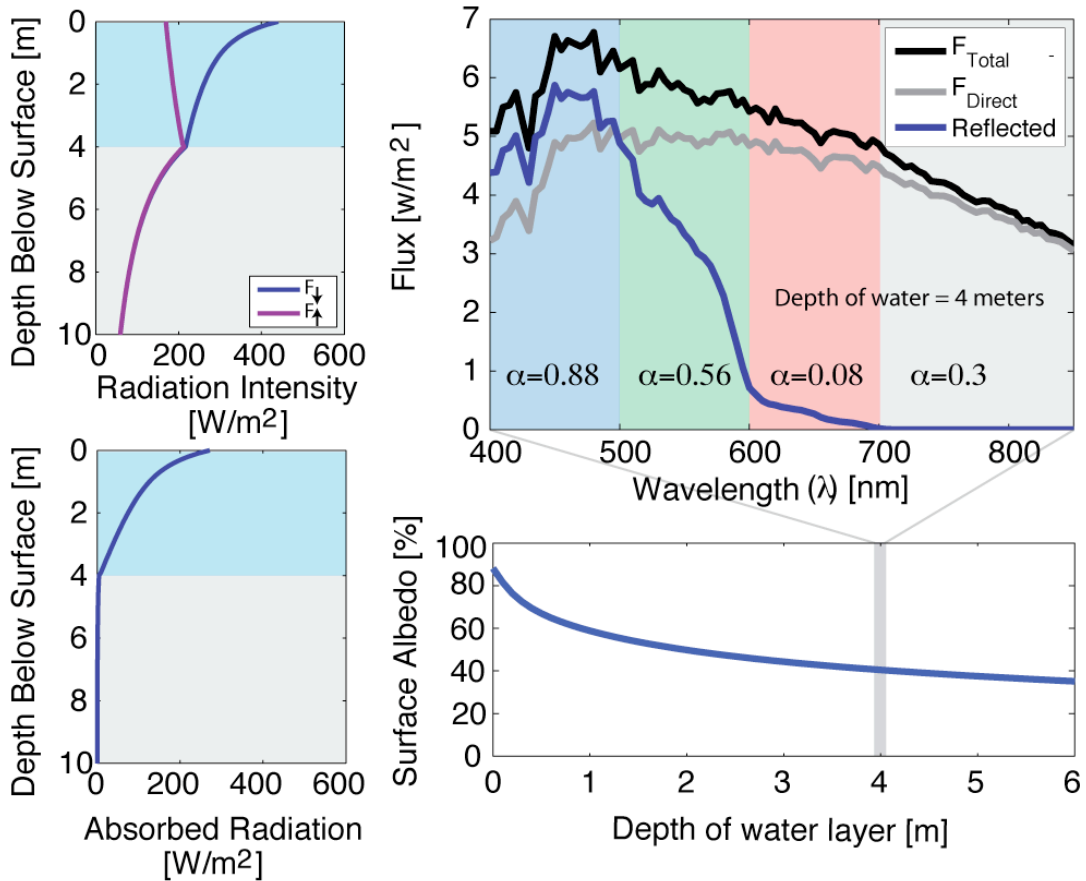 0
2
4
6
8
10
Depth Below Surface [m]
F↓
F↑
0 200 400 600
Radiation Intensity
[W/m2]
7
6
5
4
3
2
1
0
Flux [w/m2]
F Total -
F Direct
Reflected
Depth of water = 4 meters
α=0.88 α=0.56 α=0.08 α=0.3
400 500 600 700 800
Wavelength (λ) [nm]
0
2
4
6
8
10
Depth Below Surface [m]
0 200 400 600
Absorbed Radiation
[W/m2]
100
80
60
40
20
0
Surface Albedo [%]
0 1 2 3 4 5 6
Depth of water layer [m]